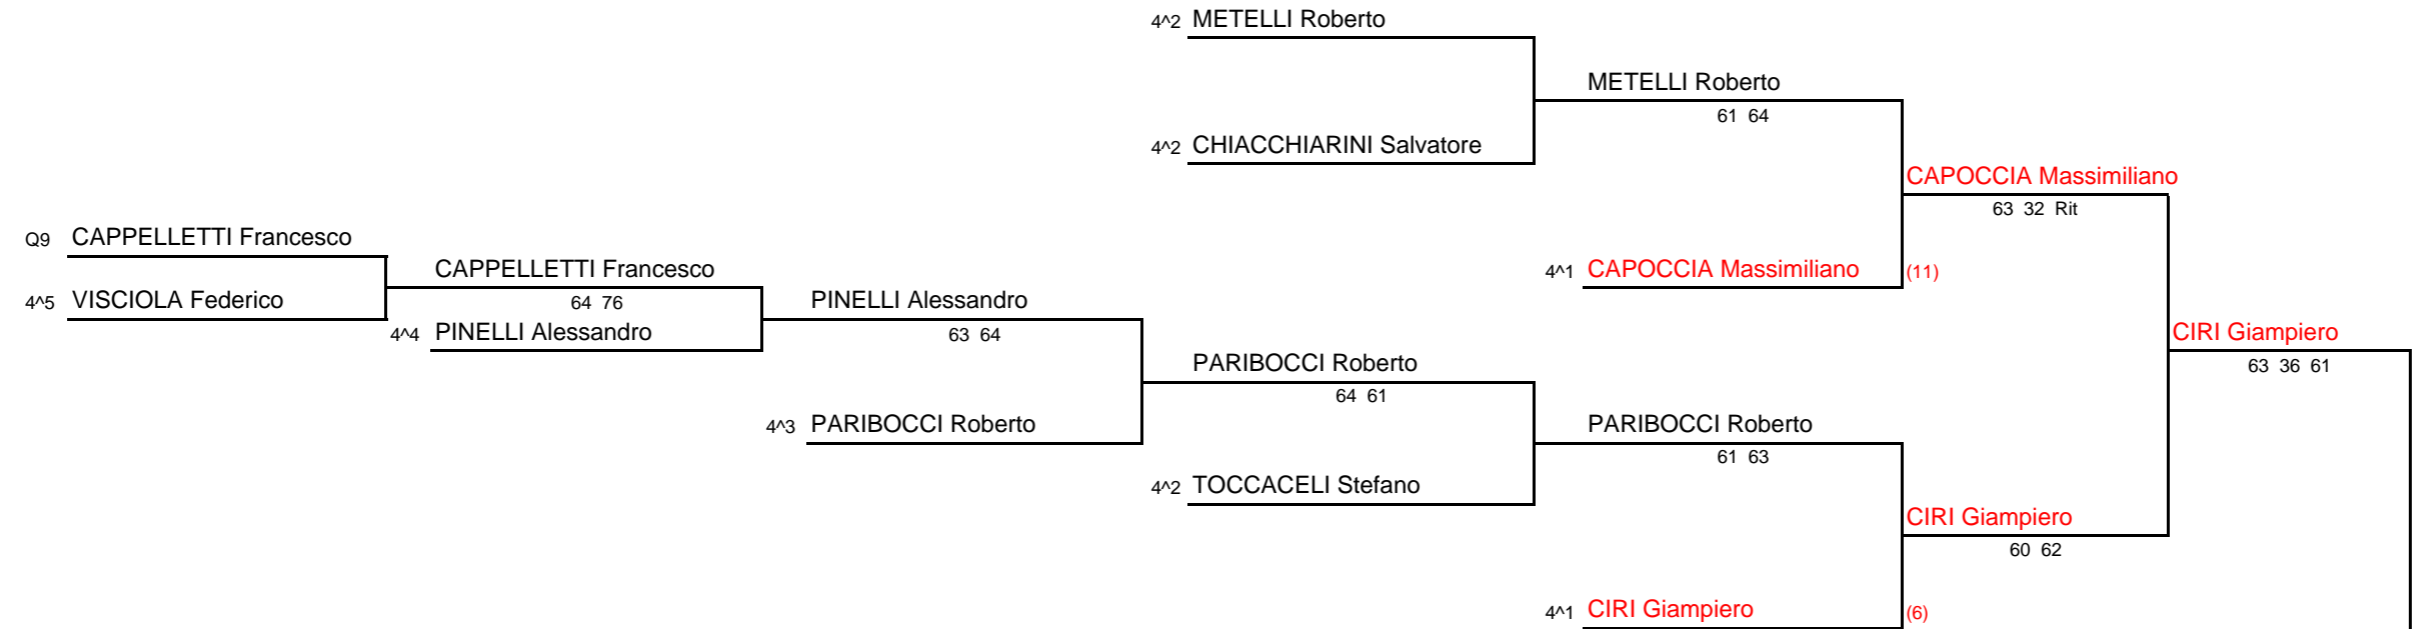 4^2 METELLI Roberto
METELLI Roberto
61 64
4^2 CHIACCHIARINI Salvatore
CAPOCCIA Massimiliano
63 32 Rit
Q9 CAPPELLETTI Francesco
CAPPELLETTI Francesco
64 76
4^1 CAPOCCIA Massimiliano (11)
4^5 VISCIOLA Federico
PINELLI Alessandro
63 64
4^4 PINELLI Alessandro
CIRI Giampiero
63 36 61
PARIBOCCI Roberto
64 61
4^3 PARIBOCCI Roberto
PARIBOCCI Roberto
61 63
4^2 TOCCACELI Stefano
CIRI Giampiero
60 62
4^1 CIRI Giampiero (6)